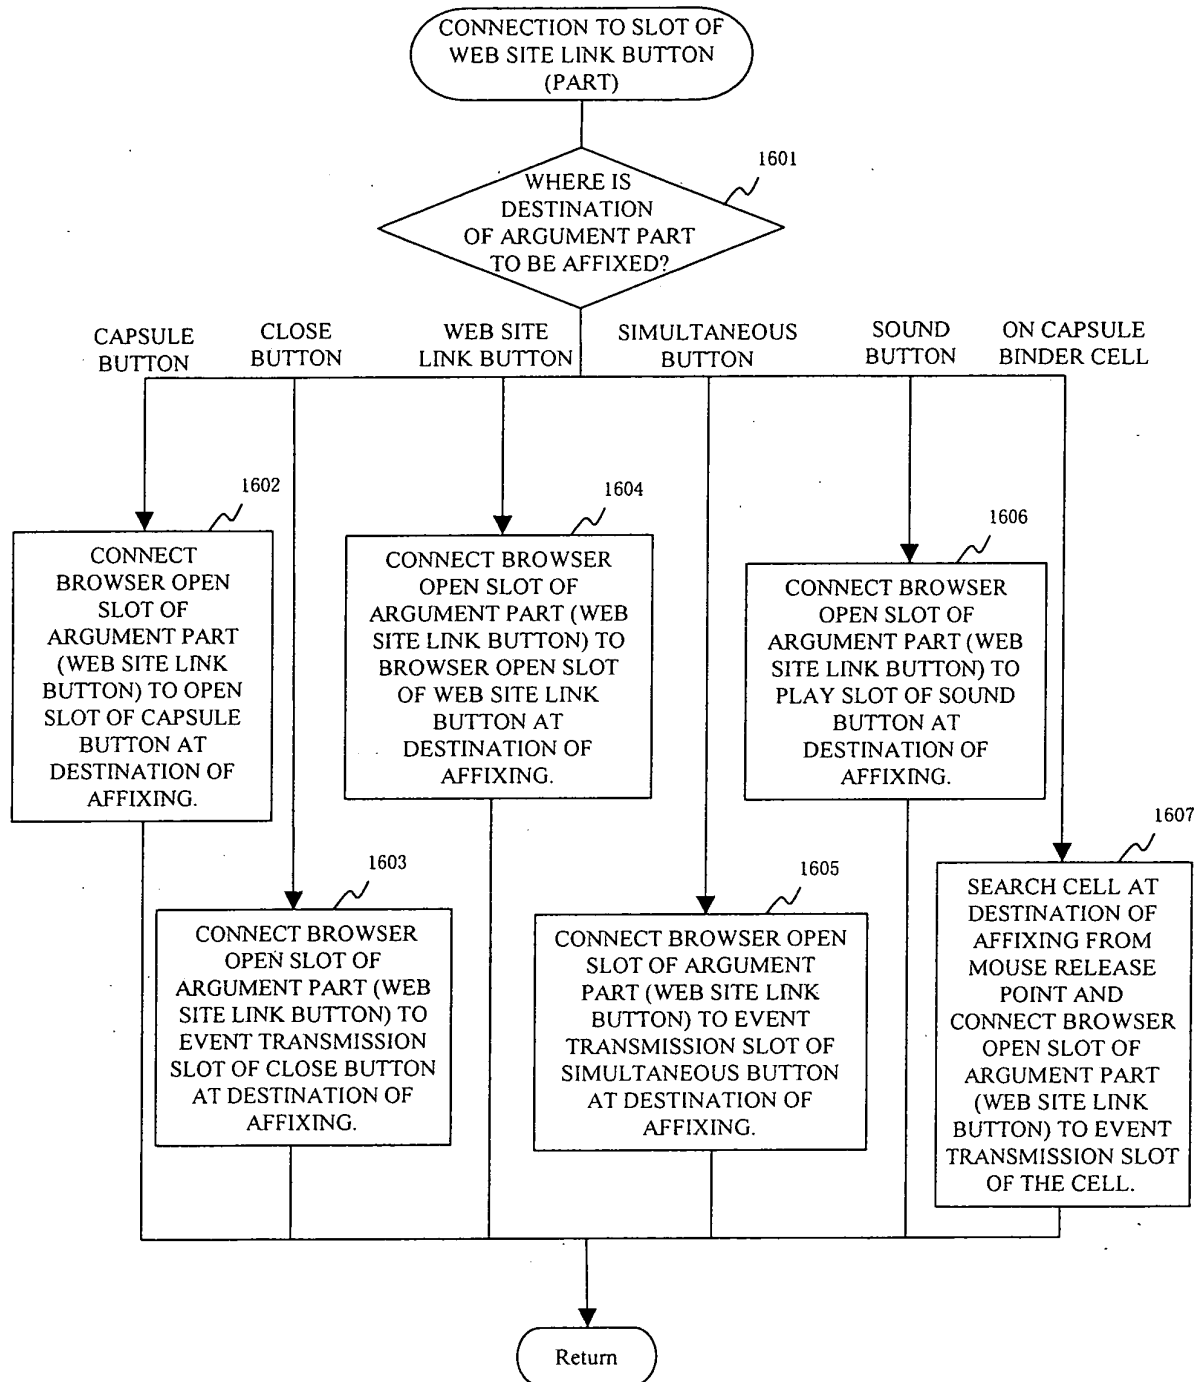 CONNECTION TO SLOT OF
WEB SITE LINK BUTTON
(PART)
1601
WHERE IS
DESTINATION
OF ARGUMENT PART
TO BE AFFIXED?
CAPSULE
BUTTON
CLOSE
BUTTON
WEB SITE
LINK BUTTON
SIMULTANEOUS
BUTTON
SOUND
BUTTON
ON CAPSULE
BINDER CELL
1602
CONNECT
BROWSER OPEN
SLOT OF
ARGUMENT PART
(WEB SITE LINK
BUTTON) TO OPEN
SLOT OF CAPSULE
BUTTON AT
DESTINATION OF
AFFIXING.
1604
CONNECT BROWSER
OPEN SLOT OF
ARGUMENT PART (WEB
SITE LINK BUTTON) TO
BROWSER OPEN SLOT
OF WEB SITE LINK
BUTTON AT
DESTINATION OF
AFFIXING.
1606
CONNECT BROWSER
OPEN SLOT OF
ARGUMENT PART (WEB
SITE LINK BUTTON) TO
PLAY SLOT OF SOUND
BUTTON AT
DESTINATION OF
AFFIXING.
1603
CONNECT BROWSER
OPEN SLOT OF
ARGUMENT PART (WEB
SITE LINK BUTTON) TO
EVENT TRANSMISSION
SLOT OF CLOSE BUTTON
AT DESTINATION OF
AFFIXING.
1605
CONNECT BROWSER OPEN
SLOT OF ARGUMENT
PART (WEB SITE LINK
BUTTON) TO EVENT
TRANSMISSION SLOT OF
SIMULTANEOUS BUTTON
AT DESTINATION OF
AFFIXING.
1607
SEARCH CELL AT
DESTINATION OF
AFFIXING FROM
MOUSE RELEASE
POINT AND
CONNECT BROWSER
OPEN SLOT OF
ARGUMENT PART
(WEB SITE LINK
BUTTON) TO EVENT
TRANSMISSION SLOT
OF THE CELL.
Return